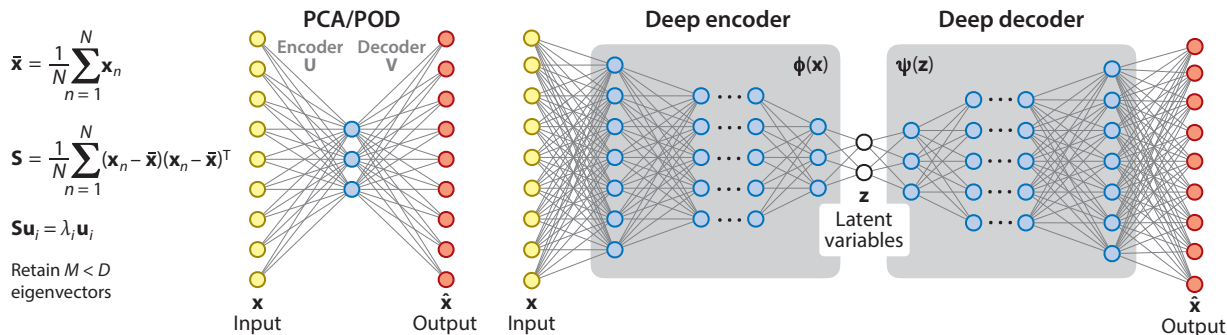 x̄ = 1/N ∑_{n = 1}^{N} x_n
S = 1/N ∑_{n = 1}^{N} (x_n – x̄)(x_n – x̄)^T
Su_i = λ_i u_i
Retain M < D
eigenvectors
PCA/POD
Encoder
U
Decoder
V
x
Input
x̂
Output
Deep encoder
ϕ(x)
Deep decoder
ψ(z)
x
Input
z
Latent
variables
x̂
Output